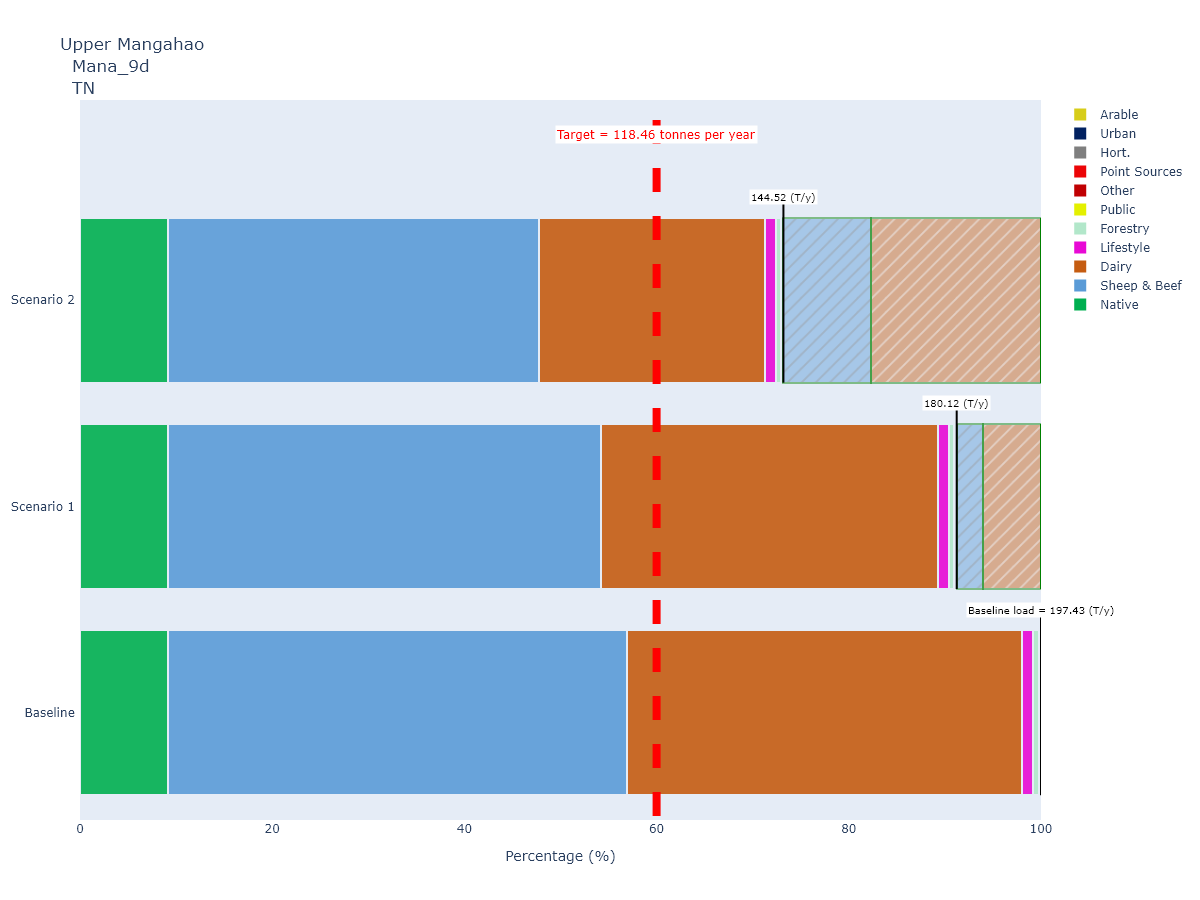 Upper Mangahao
Mana_9d
TN
Target = 118.46 tonnes per year
144.52 (T/y)
Scenario 2
180.12 (T/y)
Scenario 1
Baseline load = 197.43 (T/y)
Baseline
0 20 40 60 80 100
Percentage (%)
Arable
Urban
Hort.
Point Sources
Other
Public
Forestry
Lifestyle
Dairy
Sheep & Beef
Native